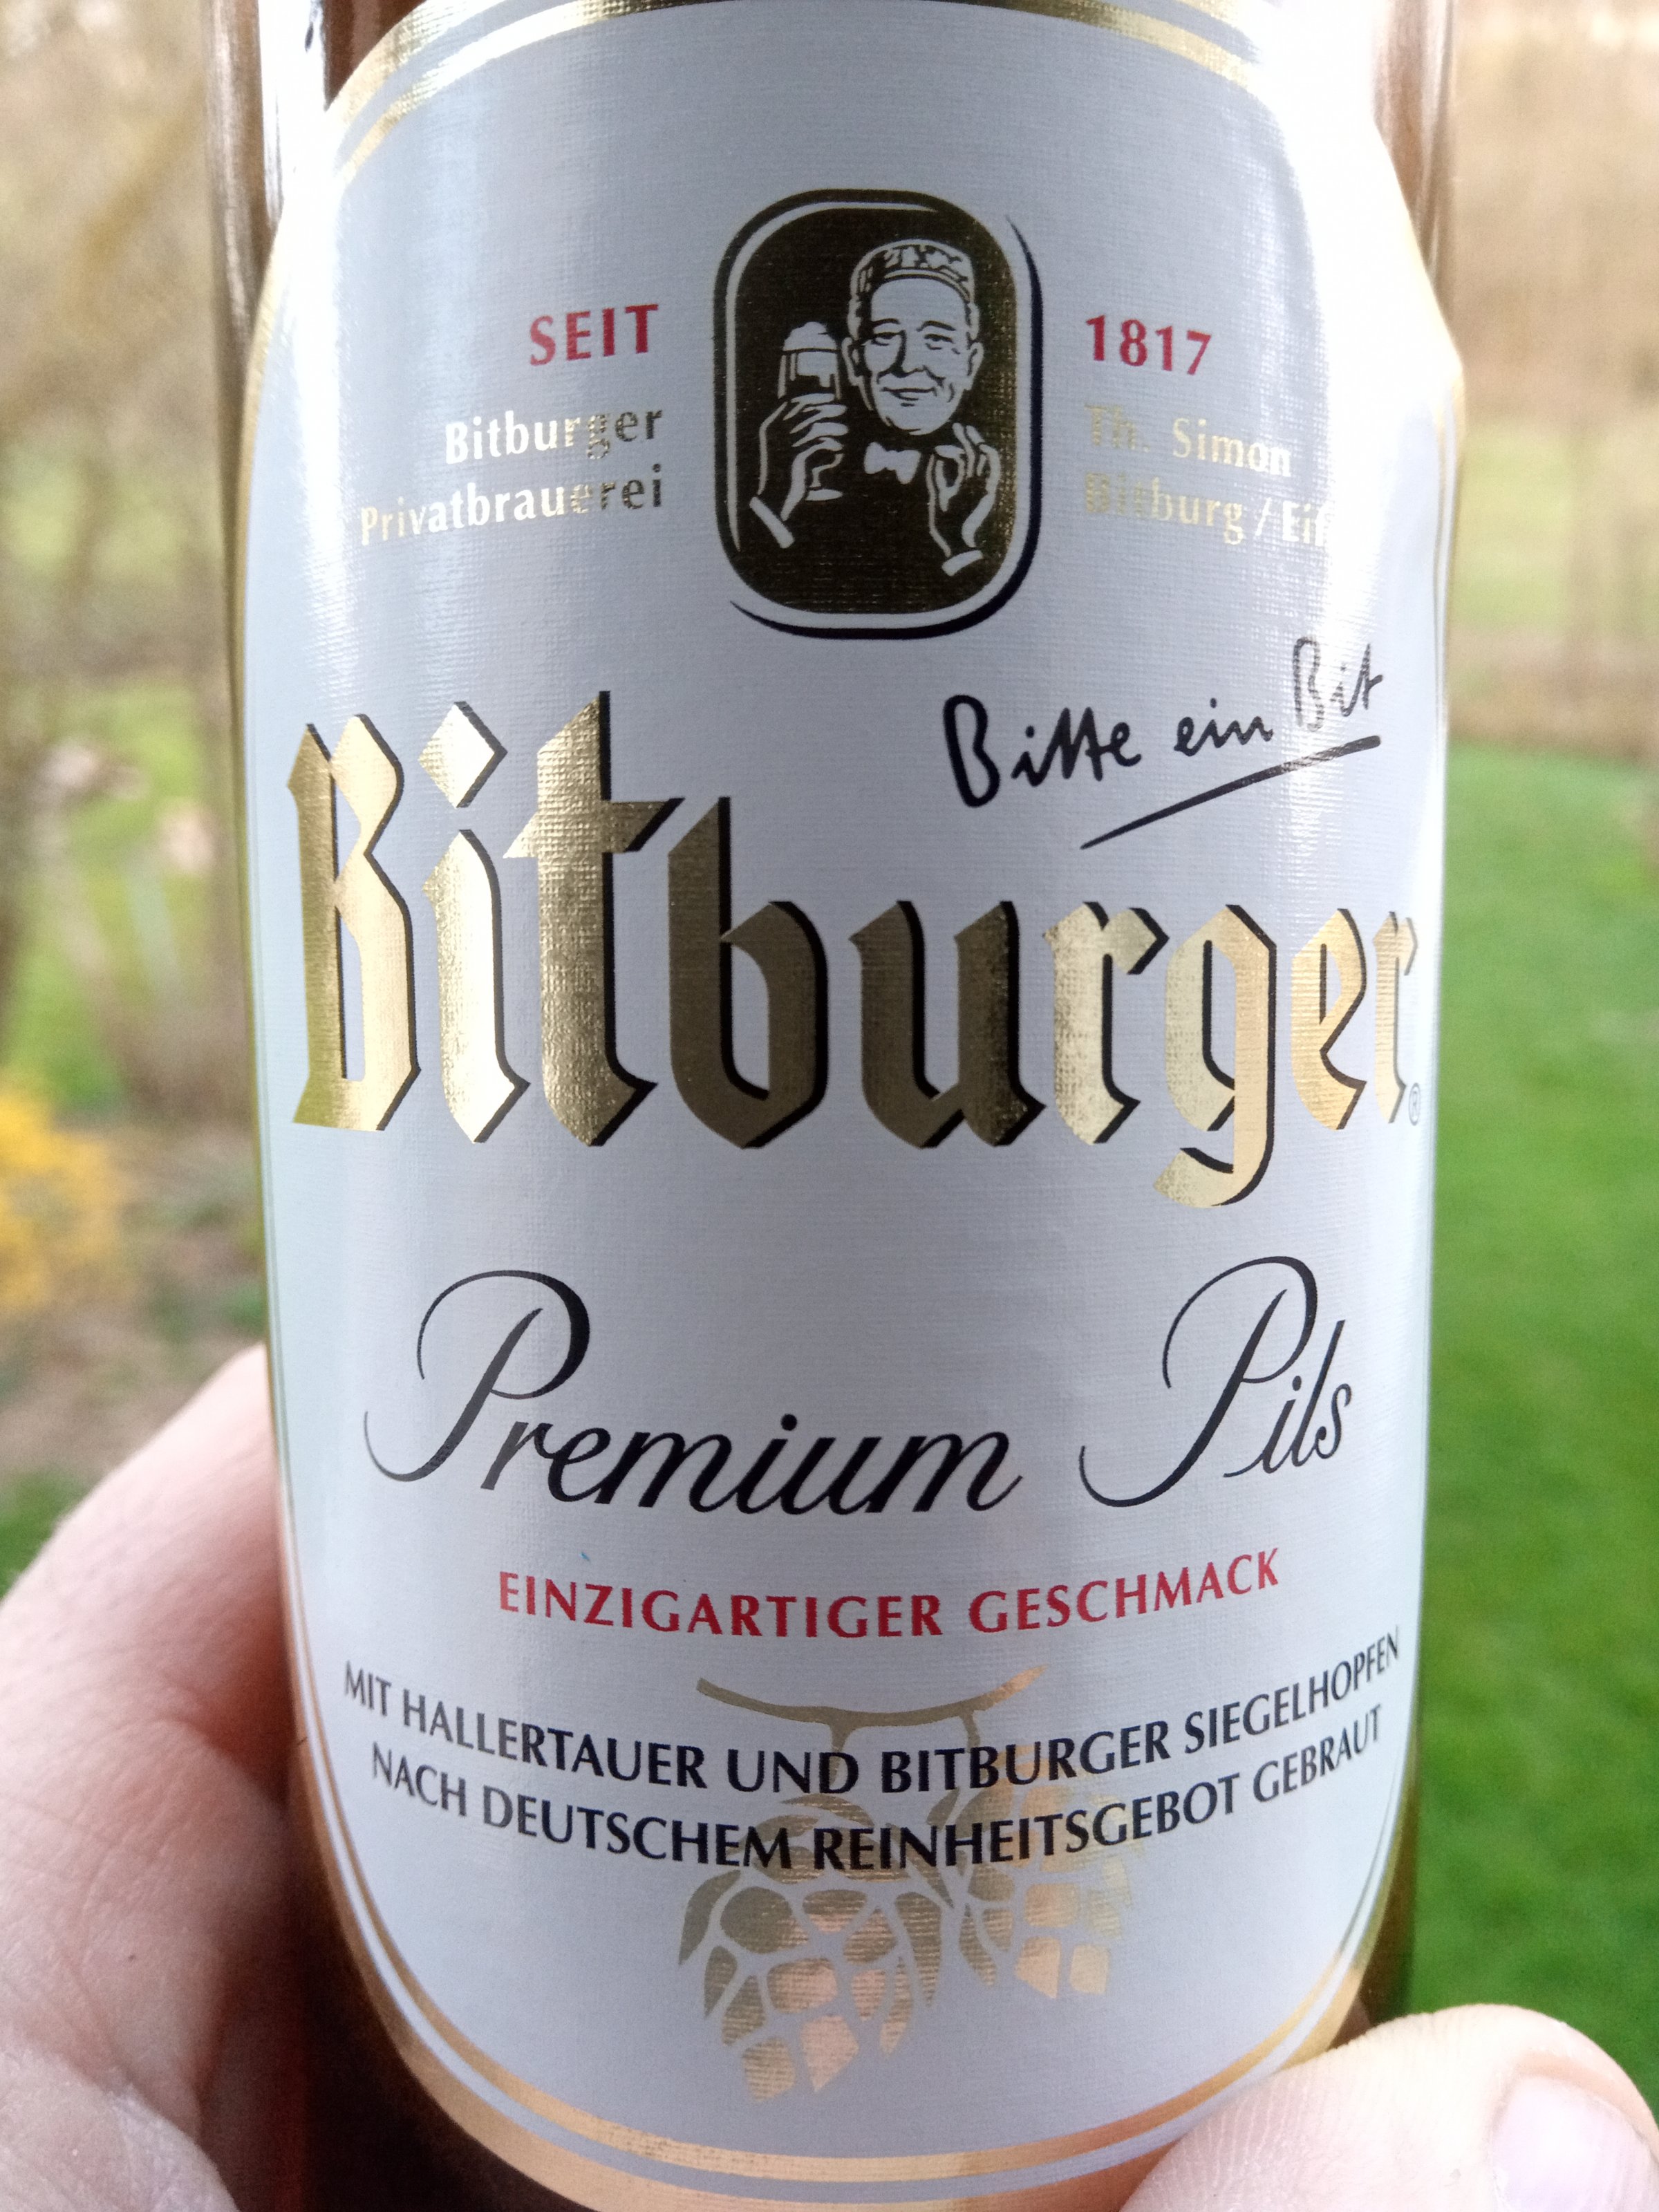 SEIT 1817
Bitburger Th. Simon
Privatbrauerei Bitburg /
Bitte ein Bit
Bitburger®
Premium Pils
EINZIGARTIGER GESCHMACK
MIT HALLERTAUER UND BITBURGER SIEGELHOPFEN
NACH DEUTSCHEM REINHEITSGEBOT GEBRAUT